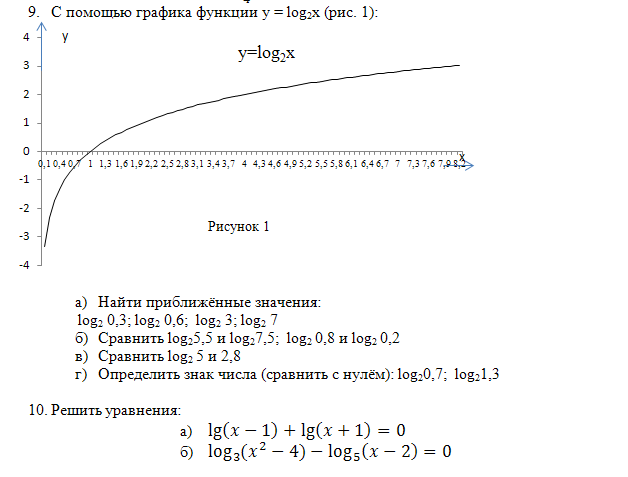 9. С помощью графика функции y = log₂x (рис. 1):
y
4
y=log₂x
3
2
1
0
x
0,1 0,4 0,7 1 1,3 1,6 1,9 2,2 2,5 2,8 3,1 3,4 3,7 4 4,3 4,6 4,9 5,2 5,5 5,8 6,1 6,4 6,7 7 7,3 7,6 7,9 8,2
-1
-2
Рисунок 1
-3
-4
а) Найти приближённые значения:
log₂ 0,3; log₂ 0,6; log₂ 3; log₂ 7
б) Сравнить log₂5,5 и log₂7,5; log₂ 0,8 и log₂ 0,2
в) Сравнить log₂ 5 и 2,8
г) Определить знак числа (сравнить с нулём): log₂0,7; log₂1,3
10. Решить уравнения:
а) lg(x − 1) + lg(x + 1) = 0
б) log₃(x² − 4) − log₅(x − 2) = 0